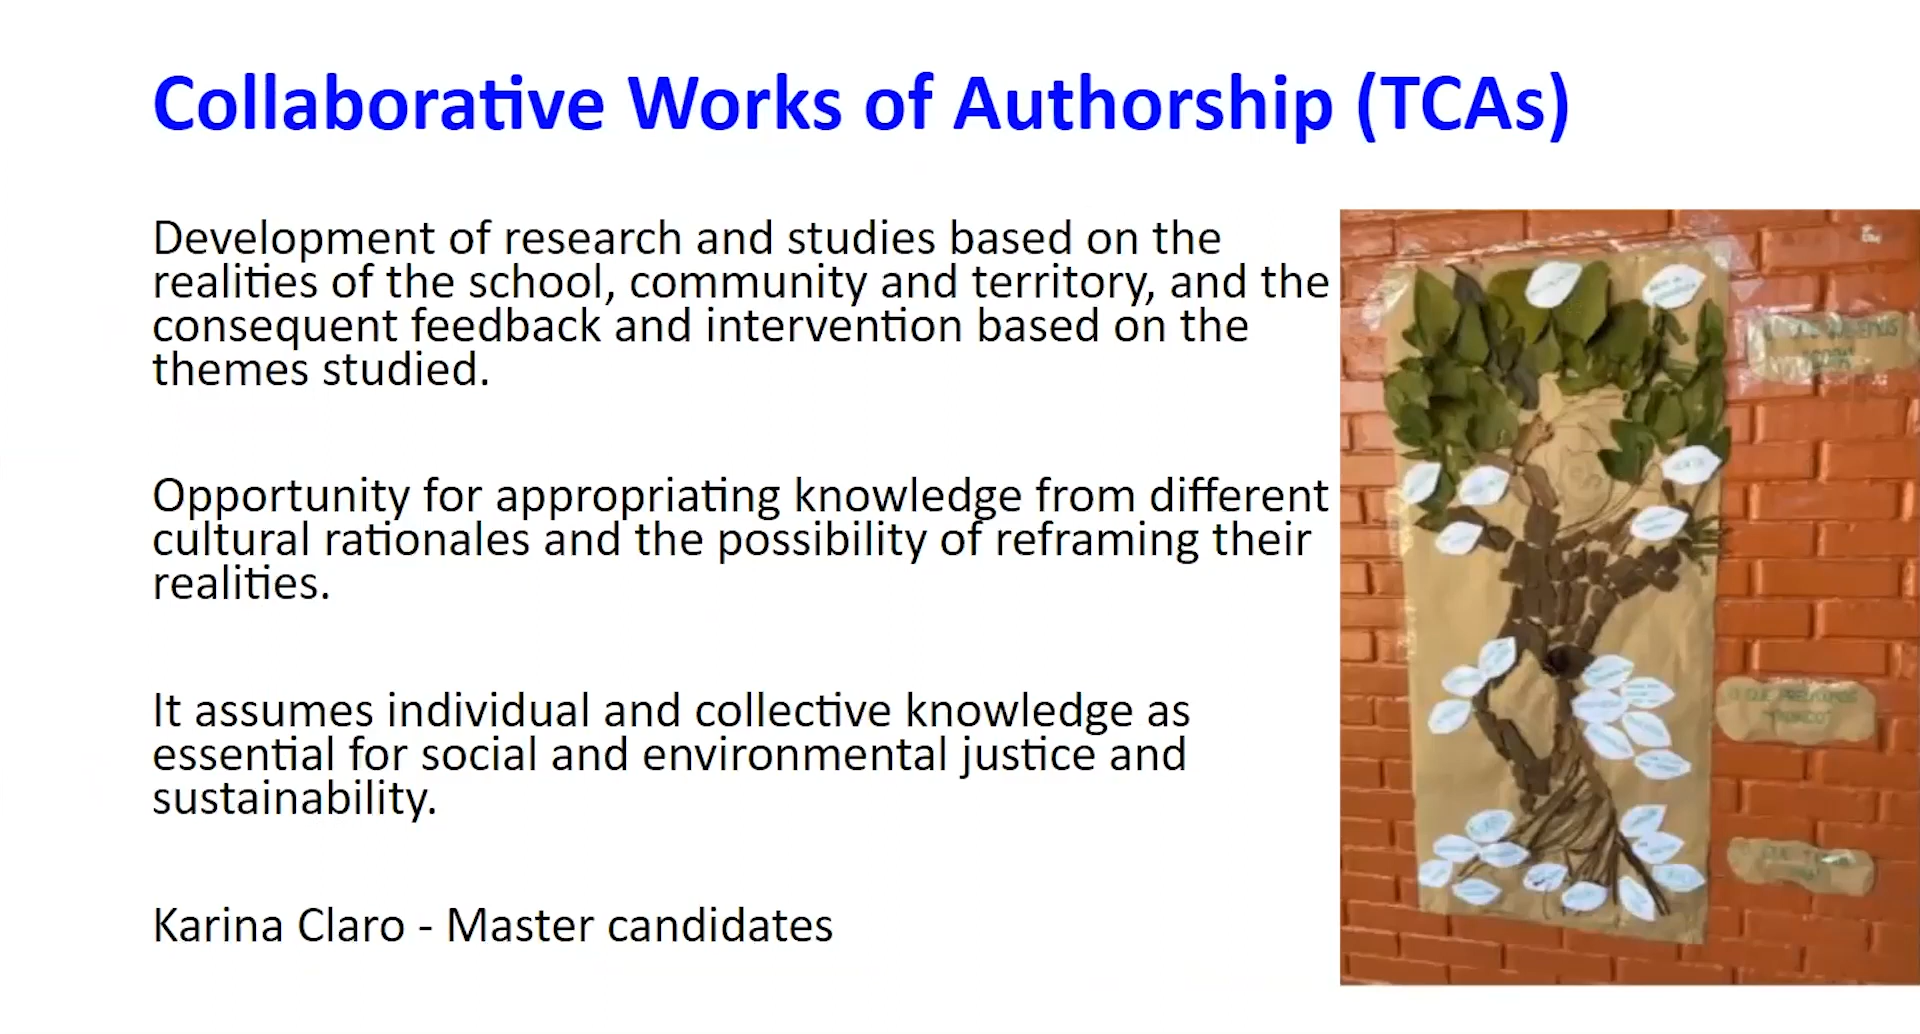 Collaborative Works of Authorship (TCAs)
Development of research and studies based on the
realities of the school, community and territory, and the
consequent feedback and intervention based on the
themes studied.
Opportunity for appropriating knowledge from different
cultural rationales and the possibility of reframing their
realities.
It assumes individual and collective knowledge as
essential for social and environmental justice and
sustainability.
Karina Claro - Master candidates